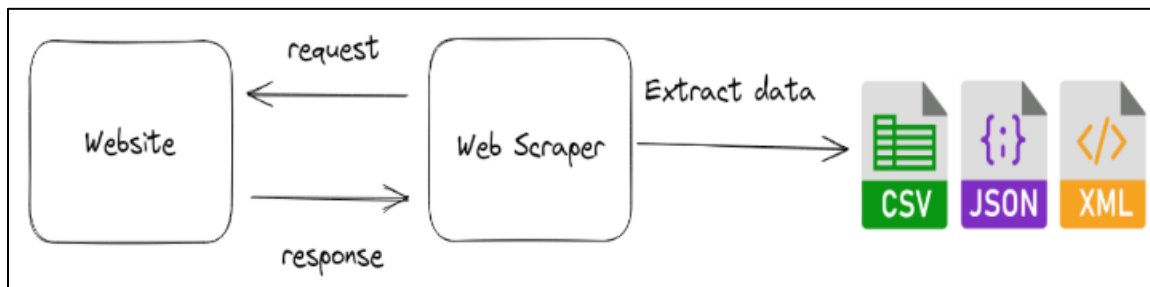 request
Website
response
Web Scraper
Extract data
CSV
JSON
XML